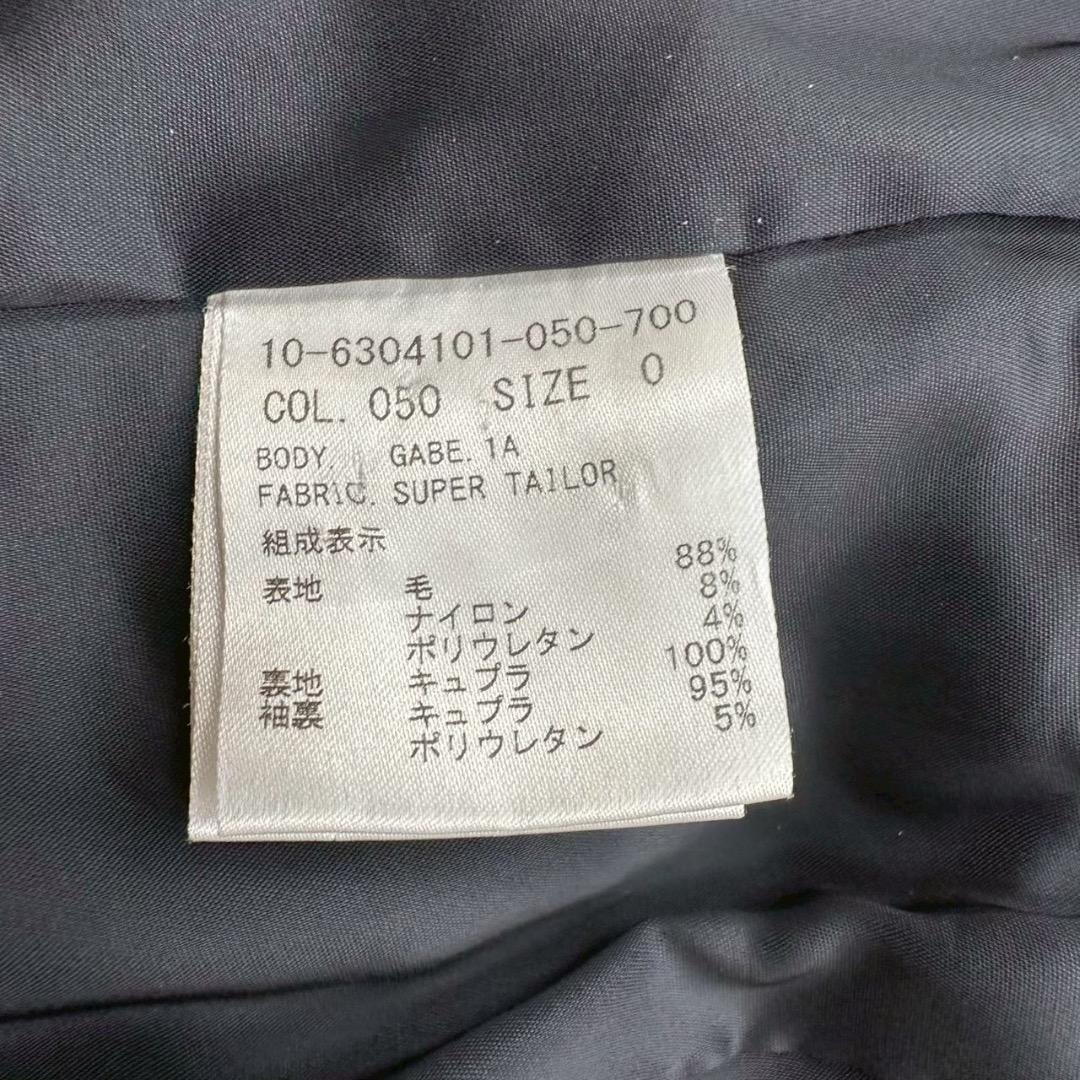 10-6304101-050-700
COL. 050 SIZE 0
BODY. GABE. 1A
FABRIC. SUPER TAILOR
組成表示
表地 毛 88%
ナイロン 8%
ポリウレタン 4%
裏地 キュプラ 100%
袖裏 キュプラ 95%
ポリウレタン 5%